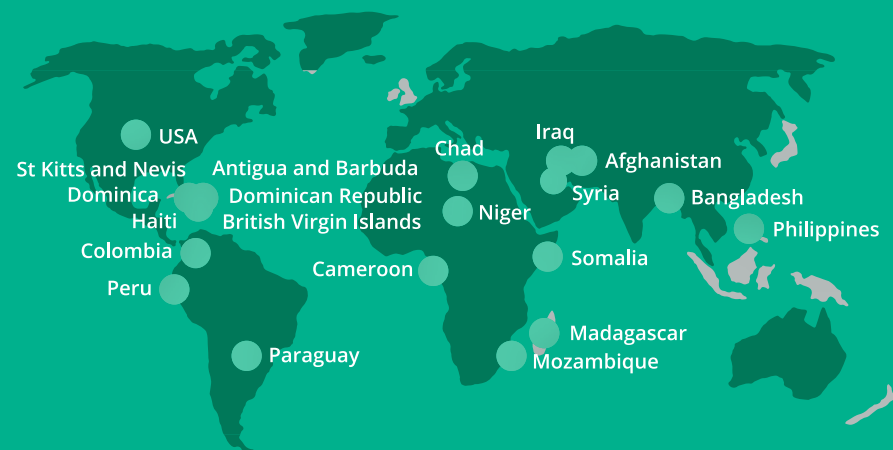 USA
St Kitts and Nevis
Dominica
Haiti
Antigua and Barbuda
Dominican Republic
British Virgin Islands
Colombia
Peru
Paraguay
Chad
Niger
Cameroon
Iraq
Afghanistan
Syria
Bangladesh
Philippines
Somalia
Madagascar
Mozambique